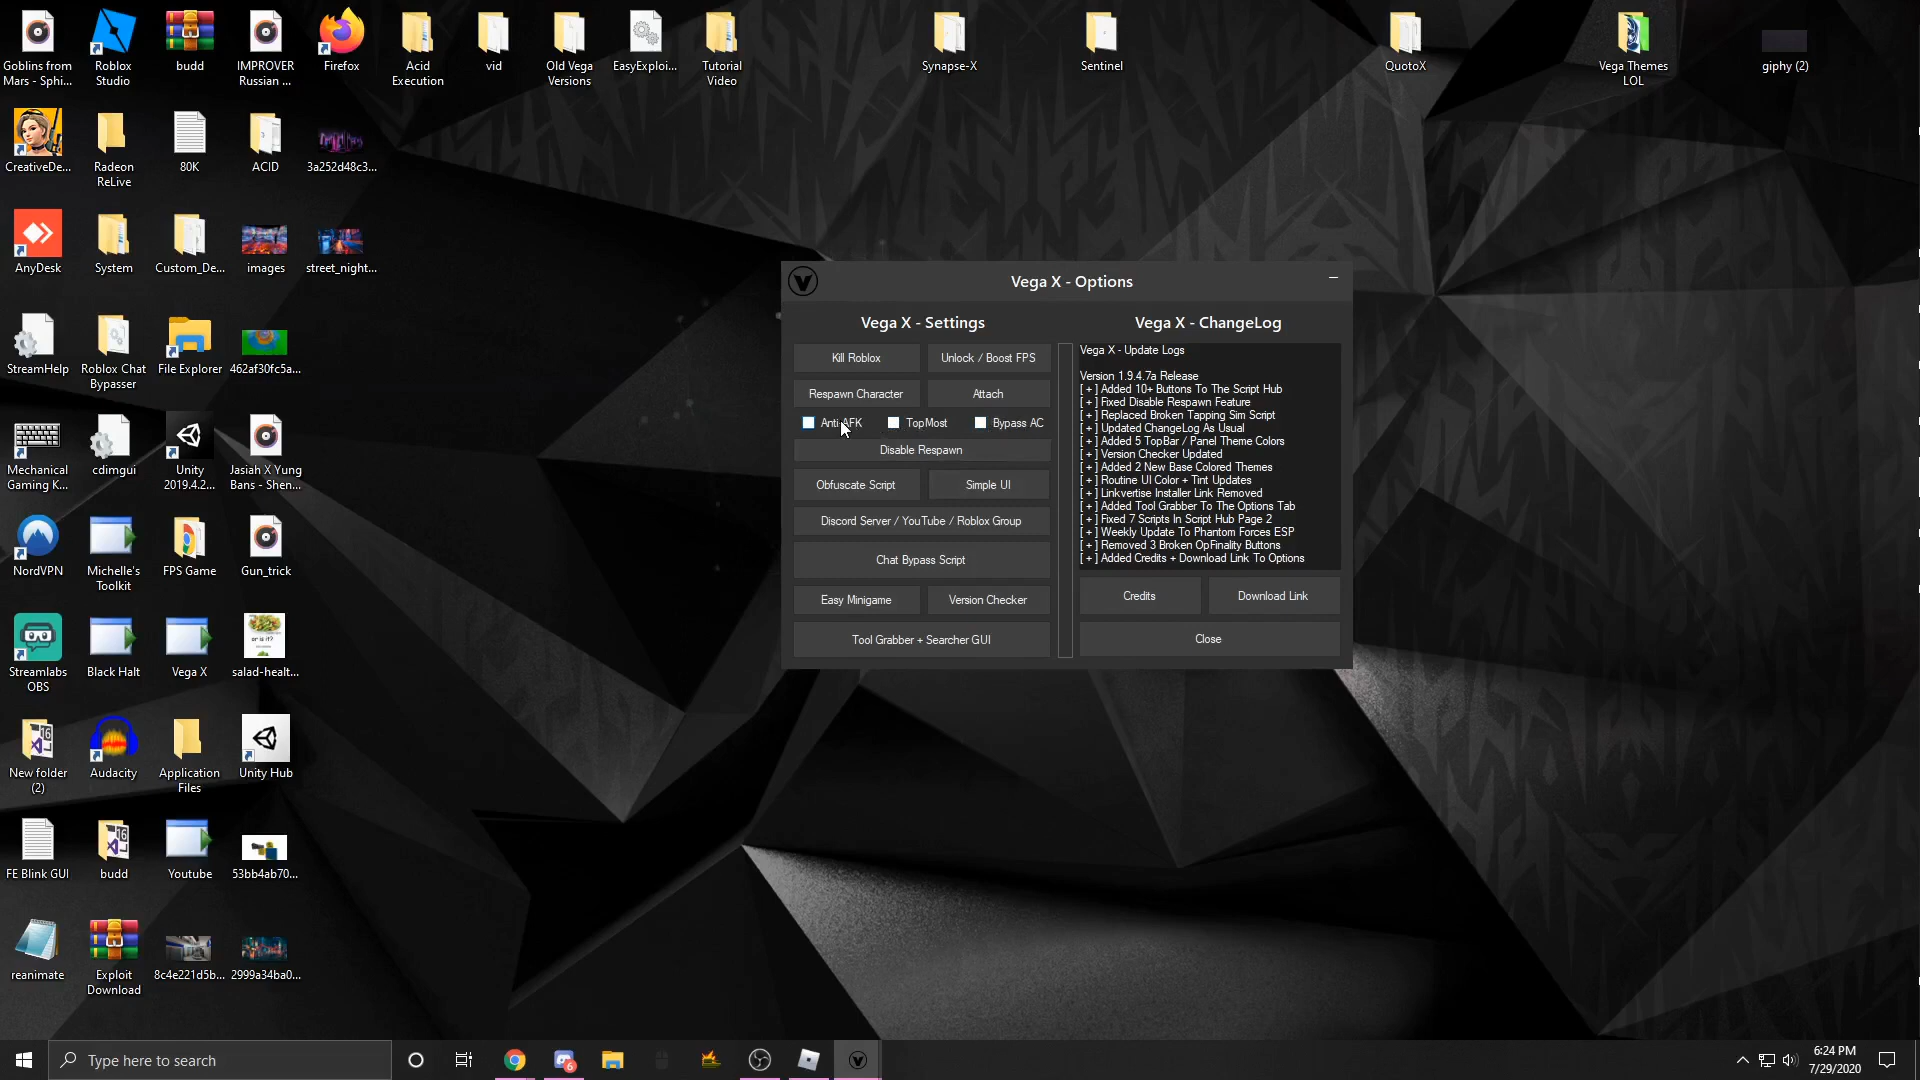 Goblins from
Mars - Sphi...
Roblox
Studio
budd
IMPROVER
Russian ...
Firefox
Acid
Execution
vid
Old Vega
Versions
EasyExploi...
Tutorial
Video
Synapse-X
Sentinel
QuotoX
Vega Themes
LOL
giphy (2)
CreativeDe...
Radeon
ReLive
80K
ACID
3a252d48c3...
AnyDesk
System
Custom_De...
images
street_night...
StreamHelp
Roblox Chat
Bypasser
File Explorer
462af30fc5a...
Mechanical
Gaming K...
cdimgui
Unity
2019.4.2...
Jasiah X Yung
Bans - Shen...
NordVPN
Michelle's
Toolkit
FPS Game
Gun_trick
Streamlabs
OBS
Black Halt
Vega X
or is it?
salad-healt...
New folder
(2)
Audacity
Application
Files
Unity Hub
FE Blink GUI
budd
Youtube
53bb4ab70...
reanimate
Exploit
Download
8c4e221d5b...
2999a34ba0...
Vega X - Options
Vega X - Settings
Kill Roblox
Unlock / Boost FPS
Respawn Character
Attach
Anti-AFK
TopMost
Bypass AC
Disable Respawn
Obfuscate Script
Simple UI
Discord Server / YouTube / Roblox Group
Chat Bypass Script
Easy Minigame
Version Checker
Tool Grabber + Searcher GUI
Vega X - ChangeLog
Vega X - Update Logs
Version 1.9.4.7a Release
[ + ] Added 10+ Buttons To The Script Hub
[ + ] Fixed Disable Respawn Feature
[ + ] Replaced Broken Tapping Sim Script
[ + ] Updated ChangeLog As Usual
[ + ] Added 5 TopBar / Panel Theme Colors
[ + ] Version Checker Updated
[ + ] Added 2 New Base Colored Themes
[ + ] Routine UI Color + Tint Updates
[ + ] Linkvertise Installer Link Removed
[ + ] Added Tool Grabber To The Options Tab
[ + ] Fixed 7 Scripts In Script Hub Page 2
[ + ] Weekly Update To Phantom Forces ESP
[ + ] Removed 3 Broken OpFinality Buttons
[ + ] Added Credits + Download Link To Options
Credits
Download Link
Close
Type here to search
6
6:24 PM
7/29/2020